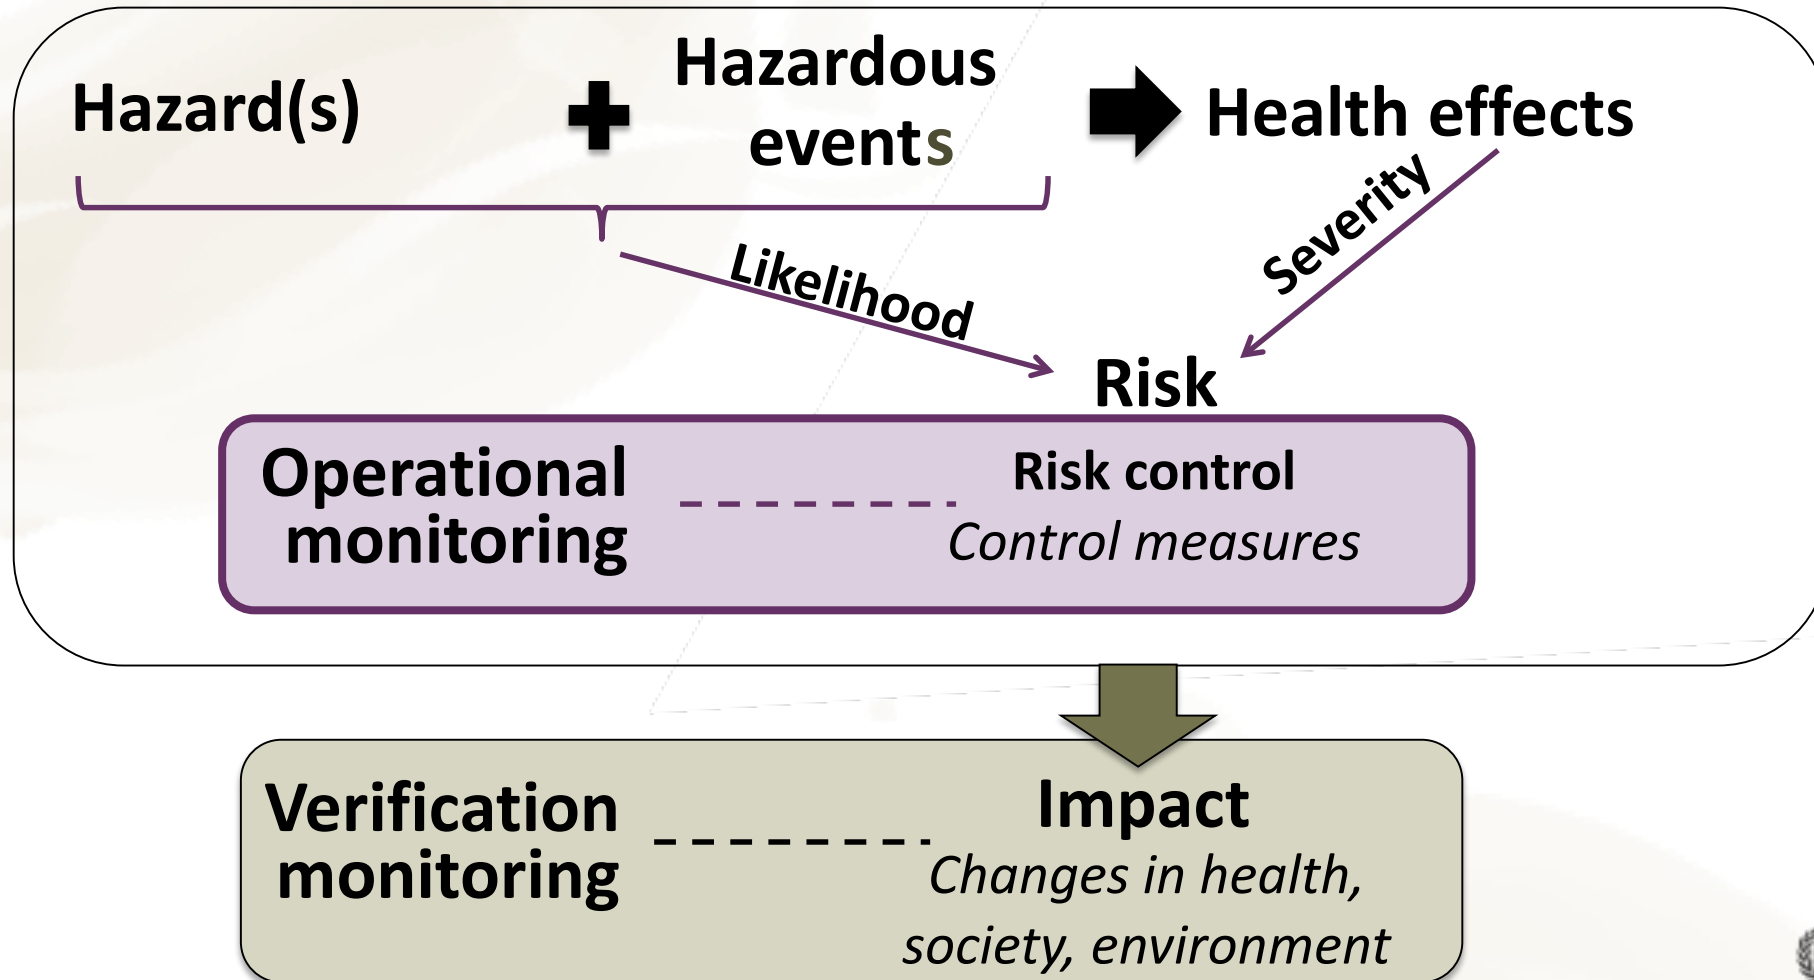 Hazard(s)
Hazardous
events
Health effects
Likelihood
Severity
Risk
Operational
monitoring
Risk control
Control measures
Verification
monitoring
Impact
Changes in health,
society, environment